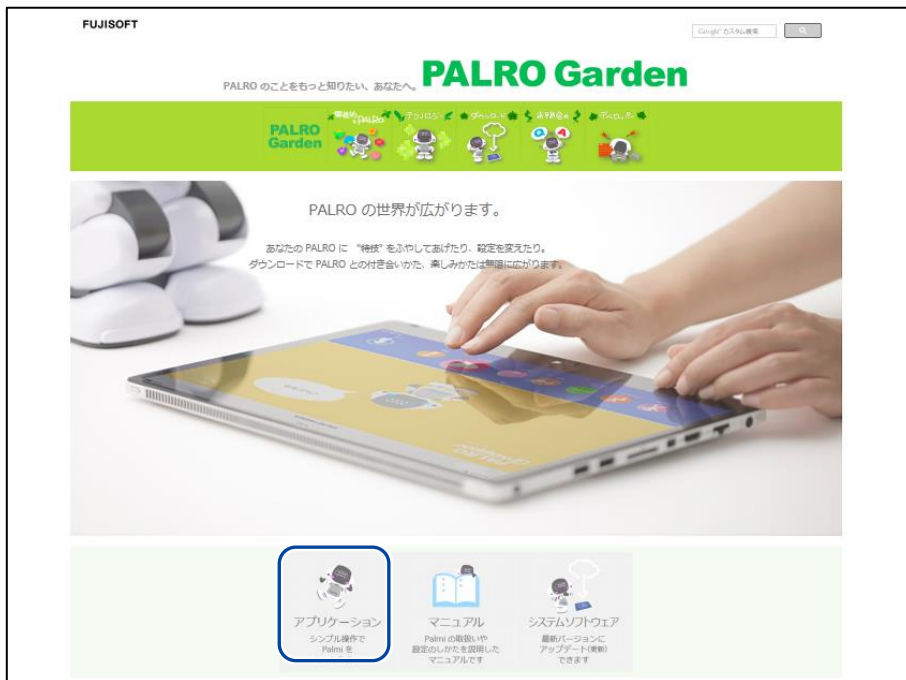 FUJISOFT
Google カスタム検索
PALRO のことをもっと知りたい、あなたへ。 PALRO Garden
PALRO
Garden
PALRO の世界が広がります。
あなたの PALRO に “特技” をふやしてあげたり、設定を変えたり。
ダウンロードで PALRO との付き合いかた、楽しみかたは無限に広がります。
アプリケーション
シンプル操作で
Palmi を
マニュアル
Palmi の取扱いや
設定のしかたを説明した
マニュアルです
システムソフトウェア
最新バージョンに
アップデート(更新)
できます